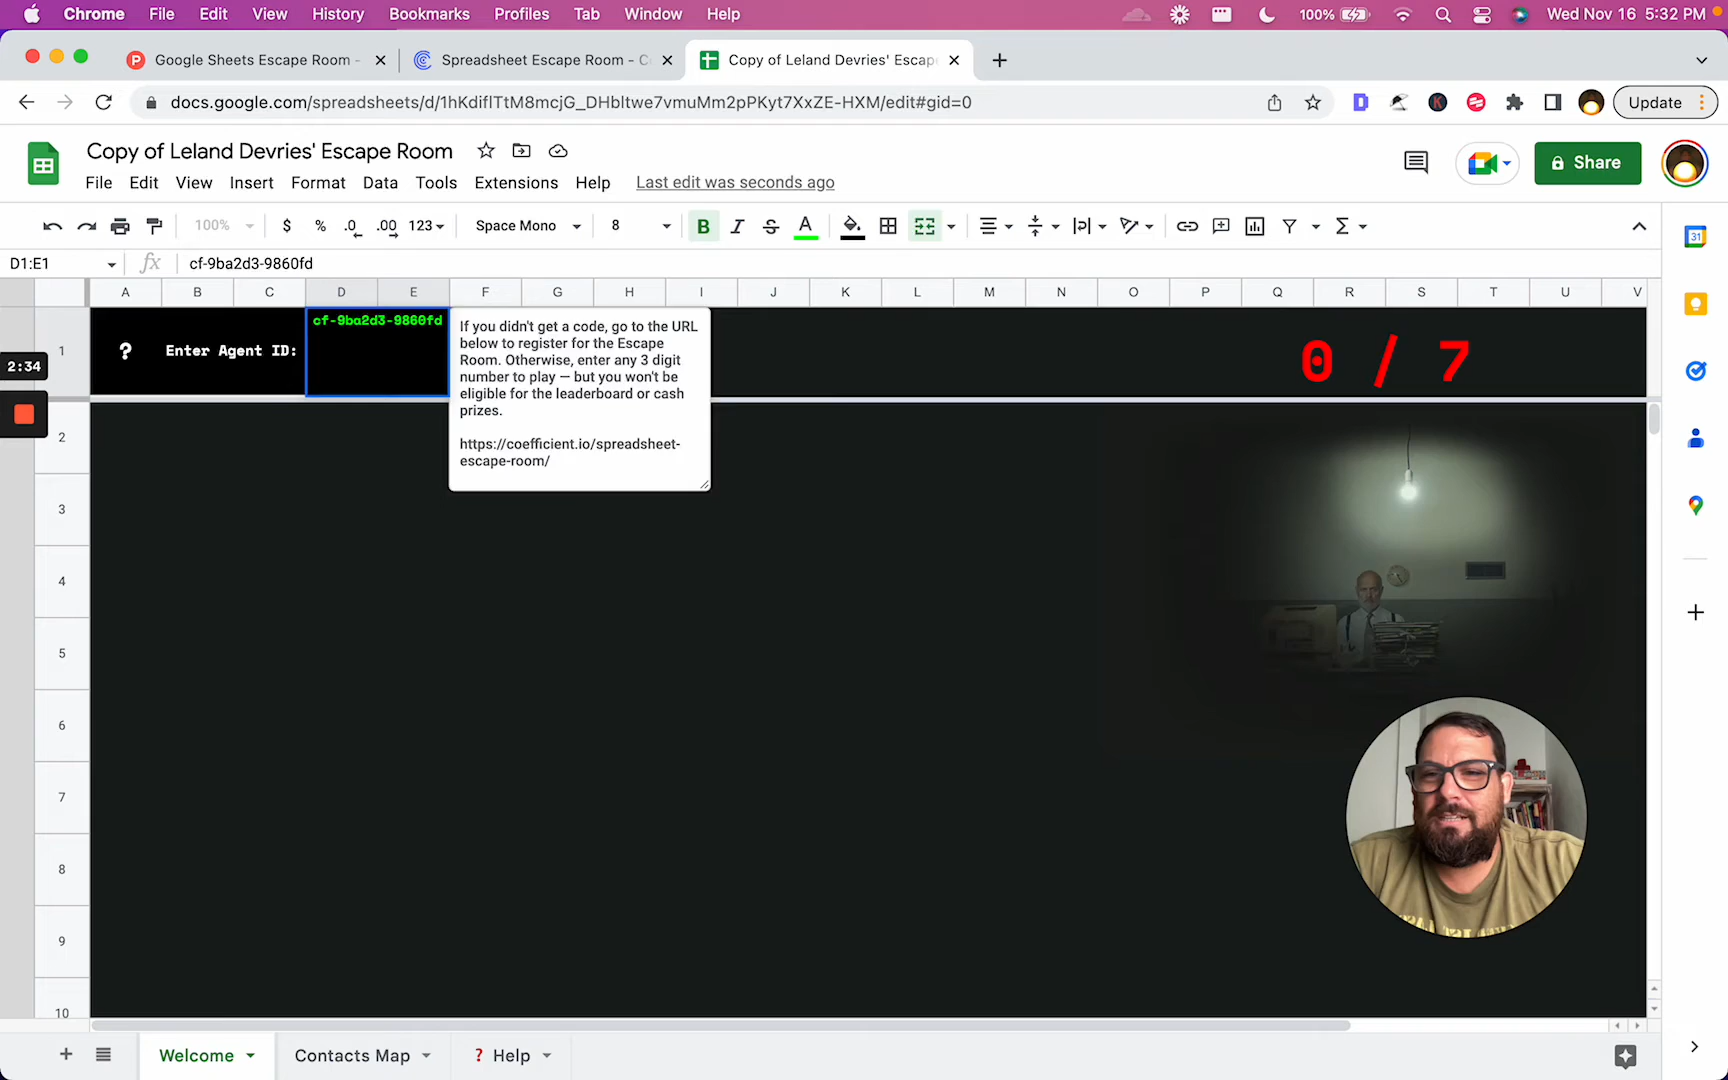 Chrome File Edit View History Bookmarks Profiles Tab Window Help 100% Wed Nov 16 5:32 PM
Google Sheets Escape Room - Spreadsheet Escape Room - C Copy of Leland Devries' Escap
docs.google.com/spreadsheets/d/1hKdiflTtM8mcjG_DHbltwe7vmuMm2pPKyt7XxZE-HXM/edit#gid=0 Update
Copy of Leland Devries' Escape Room
Share
File Edit View Insert Format Data Tools Extensions Help Last edit was seconds ago
100% $ % .0 .00 123 Space Mono 8 B I S A
D1:E1 fx cf-9ba2d3-9860fd
A B C D E F G H I J K L M N O P Q R S T U V
1 ? Enter Agent ID: cf-9ba2d3-9860fd
0 / 7
2:34
If you didn't get a code, go to the URL
below to register for the Escape
Room. Otherwise, enter any 3 digit
number to play — but you won't be
eligible for the leaderboard or cash
prizes.
https://coefficient.io/spreadsheet-
escape-room/
2
3
4
5
6
7
8
9
10
31
Welcome Contacts Map ? Help